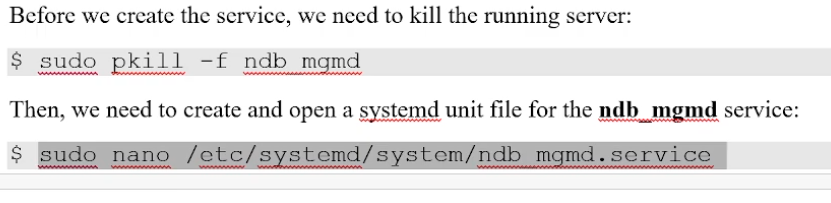 Before we create the service, we need to kill the running server:
$ sudo pkill -f ndb_mgmd
Then, we need to create and open a systemd unit file for the ndb_mgmd service:
$ sudo nano /etc/systemd/system/ndb_mgmd.service